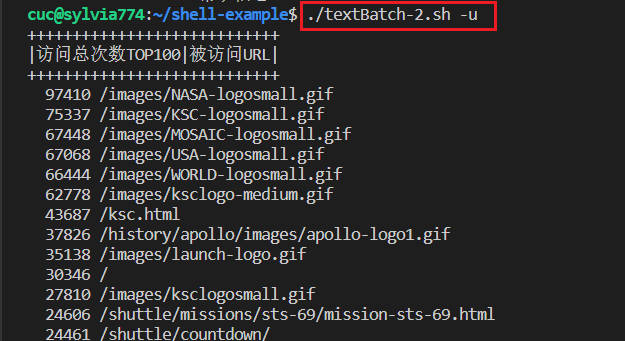 cuc@sylvia774:~/shell-example$ ./textBatch-2.sh -u
++++++++++++++++++++++++++++
|访问总次数TOP100|被访问URL|
++++++++++++++++++++++++++++
97410 /images/NASA-logosmall.gif
75337 /images/KSC-logosmall.gif
67448 /images/MOSAIC-logosmall.gif
67068 /images/USA-logosmall.gif
66444 /images/WORLD-logosmall.gif
62778 /images/ksclogo-medium.gif
43687 /ksc.html
37826 /history/apollo/images/apollo-logo1.gif
35138 /images/launch-logo.gif
30346 /
27810 /images/ksclogosmall.gif
24606 /shuttle/missions/sts-69/mission-sts-69.html
24461 /shuttle/countdown/